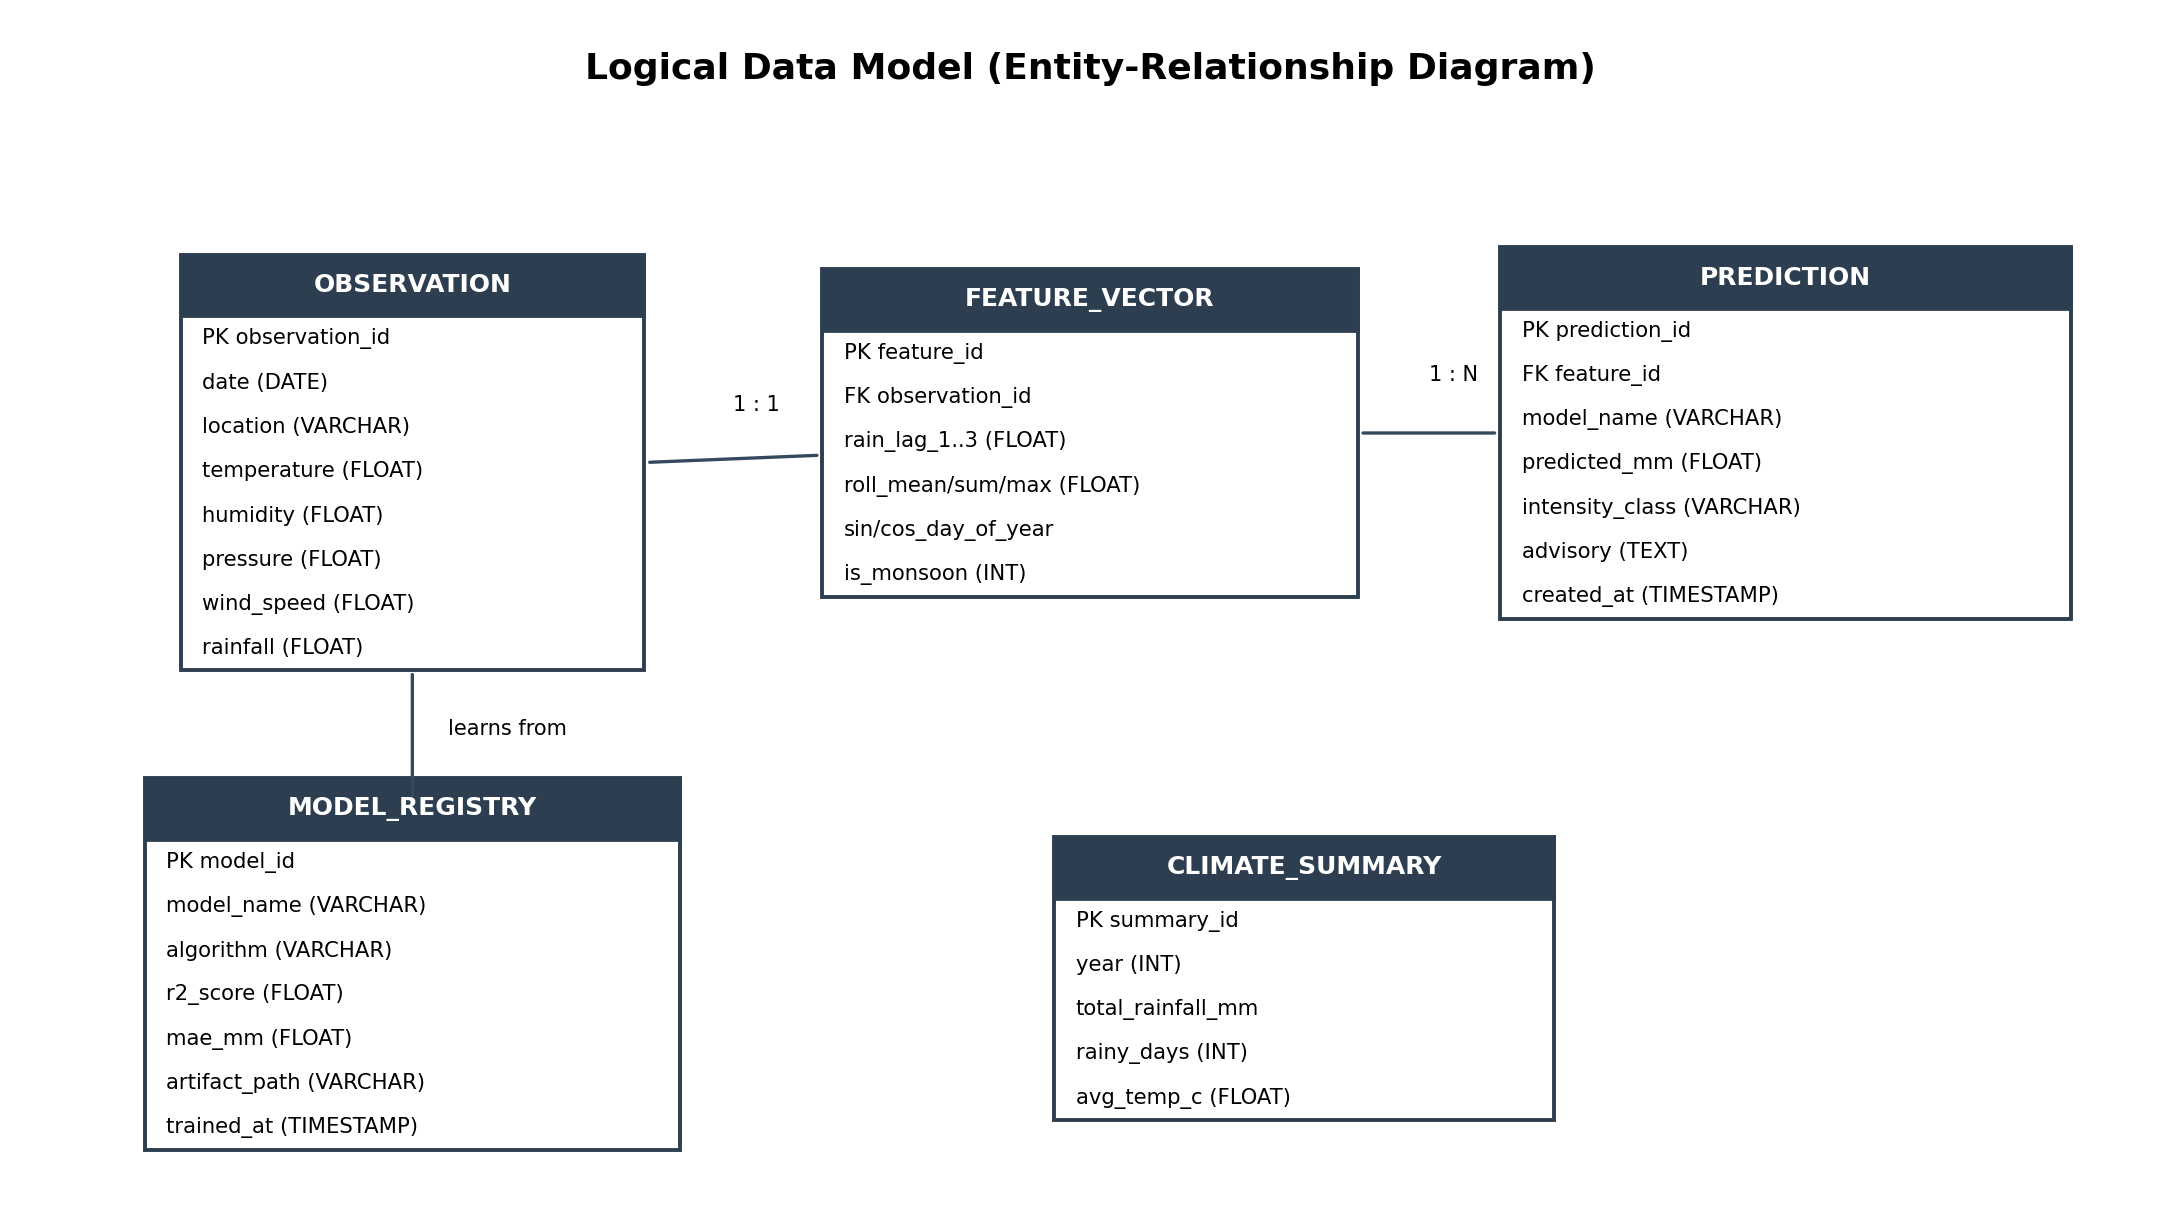 Logical Data Model (Entity-Relationship Diagram)
OBSERVATION
PK observation_id
date (DATE)
location (VARCHAR)
temperature (FLOAT)
humidity (FLOAT)
pressure (FLOAT)
wind_speed (FLOAT)
rainfall (FLOAT)
1 : 1
FEATURE_VECTOR
PK feature_id
FK observation_id
rain_lag_1..3 (FLOAT)
roll_mean/sum/max (FLOAT)
sin/cos_day_of_year
is_monsoon (INT)
1 : N
PREDICTION
PK prediction_id
FK feature_id
model_name (VARCHAR)
predicted_mm (FLOAT)
intensity_class (VARCHAR)
advisory (TEXT)
created_at (TIMESTAMP)
learns from
MODEL_REGISTRY
PK model_id
model_name (VARCHAR)
algorithm (VARCHAR)
r2_score (FLOAT)
mae_mm (FLOAT)
artifact_path (VARCHAR)
trained_at (TIMESTAMP)
CLIMATE_SUMMARY
PK summary_id
year (INT)
total_rainfall_mm
rainy_days (INT)
avg_temp_c (FLOAT)